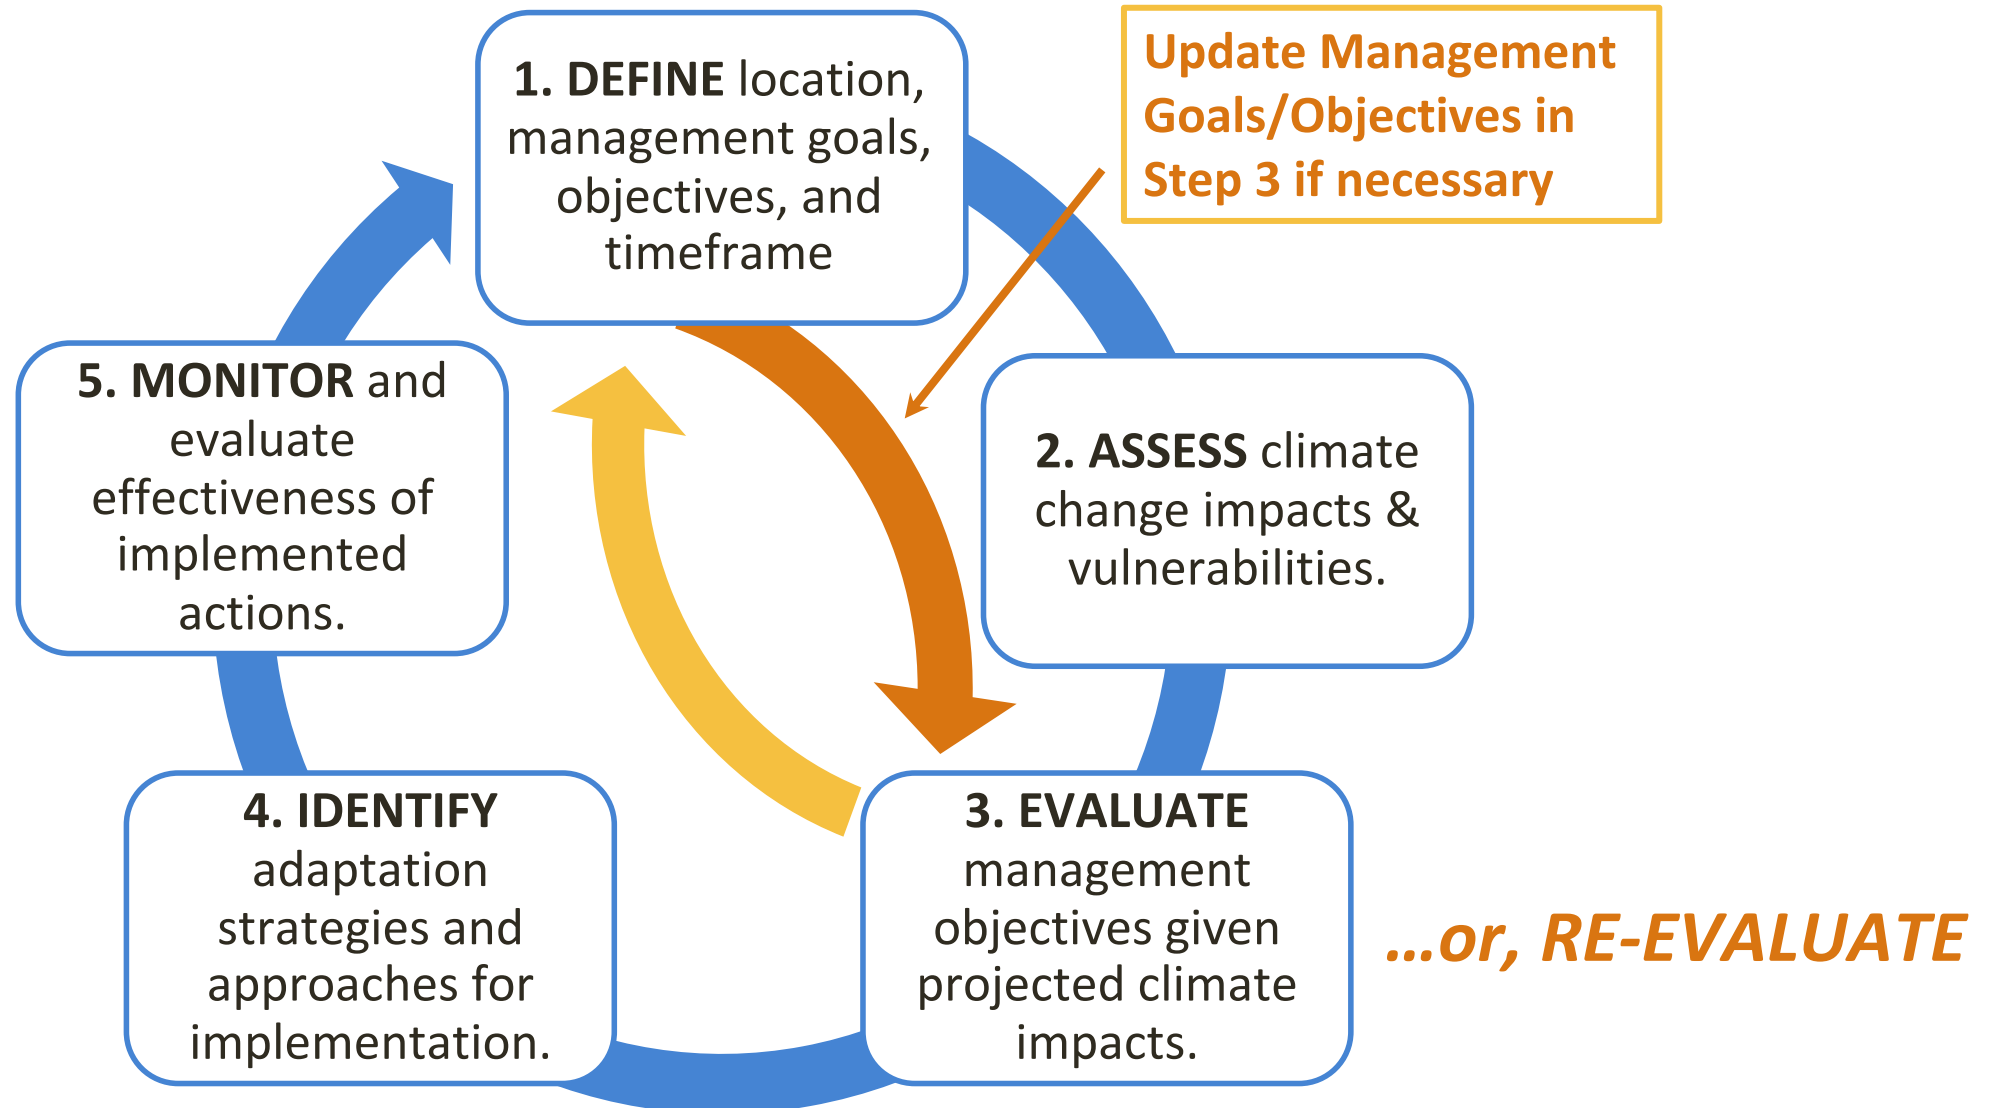 1. DEFINE location,
management goals,
objectives, and
timeframe
Update Management
Goals/Objectives in
Step 3 if necessary
2. ASSESS climate
change impacts &
vulnerabilities.
3. EVALUATE
management
objectives given
projected climate
impacts.
...or, RE-EVALUATE
4. IDENTIFY
adaptation
strategies and
approaches for
implementation.
5. MONITOR and
evaluate
effectiveness of
implemented
actions.